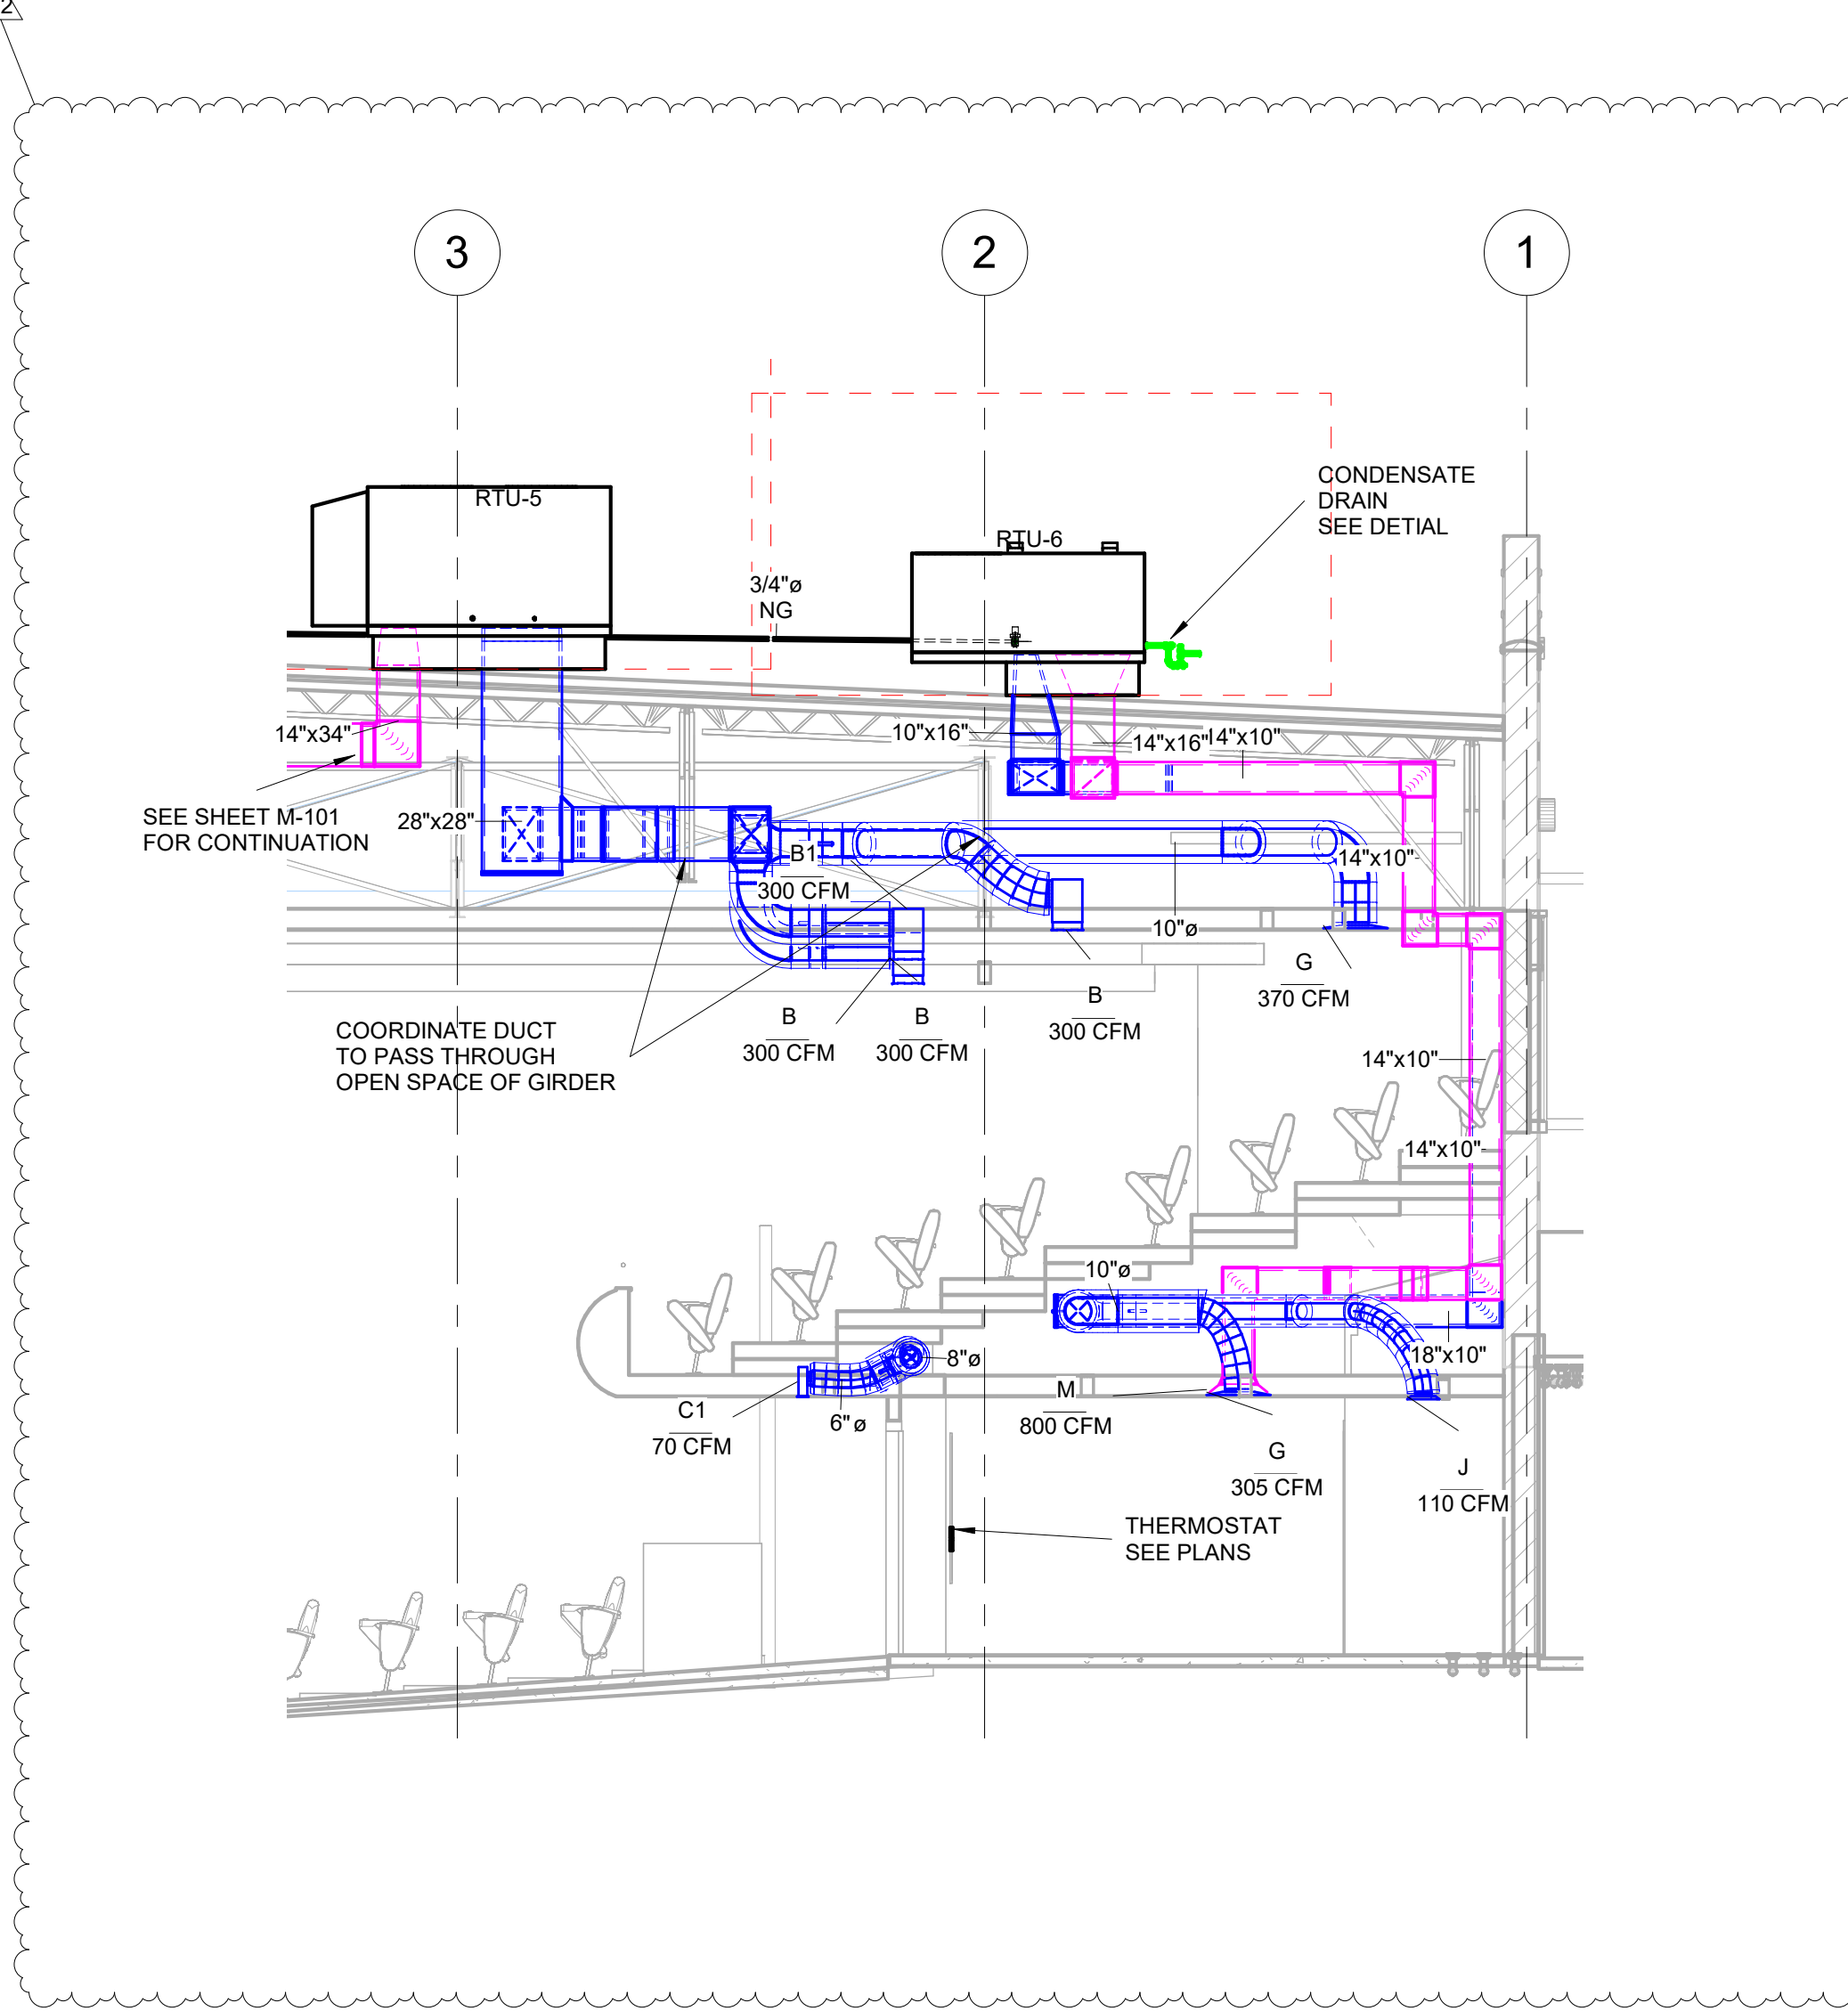 2
3
2
1
CONDENSATE
DRAIN
SEE DETIAL
RTU-5
RTU-6
3/4"ø
NG
14"x34"
10"x16"
14"x16"
14"x10"
SEE SHEET M-101
FOR CONTINUATION
28"x28"
B1
300 CFM
14"x10"
10"ø
G
370 CFM
B
300 CFM
B
300 CFM
B
300 CFM
COORDINATE DUCT
TO PASS THROUGH
OPEN SPACE OF GIRDER
14"x10"
14"x10"
10"ø
8"ø
18"x10"
6"ø
C1
70 CFM
M
800 CFM
G
305 CFM
J
110 CFM
THERMOSTAT
SEE PLANS